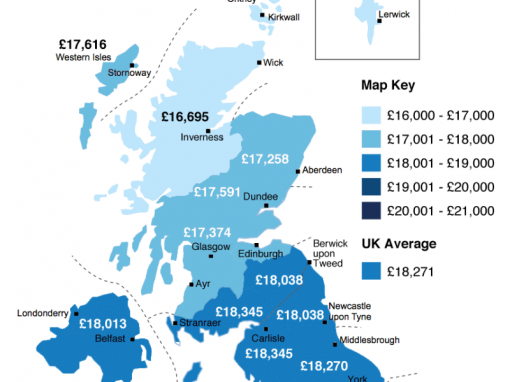 Orkney
Kirkwall
Lerwick
£17,616
Western Isles
Stornoway
Wick
Map Key
£16,695
Inverness
£16,000 - £17,000
£17,001 - £18,000
£18,001 - £19,000
£19,001 - £20,000
£20,001 - £21,000
£17,258
Aberdeen
£17,591
Dundee
£17,374
Glasgow
Edinburgh
Berwick
upon
Tweed
UK Average
£18,271
£18,038
Ayr
Londonderry
£18,013
Belfast
Stranraer
£18,345
£18,038
Newcastle
upon Tyne
Carlisle
£18,345
Middlesbrough
£18,270
York